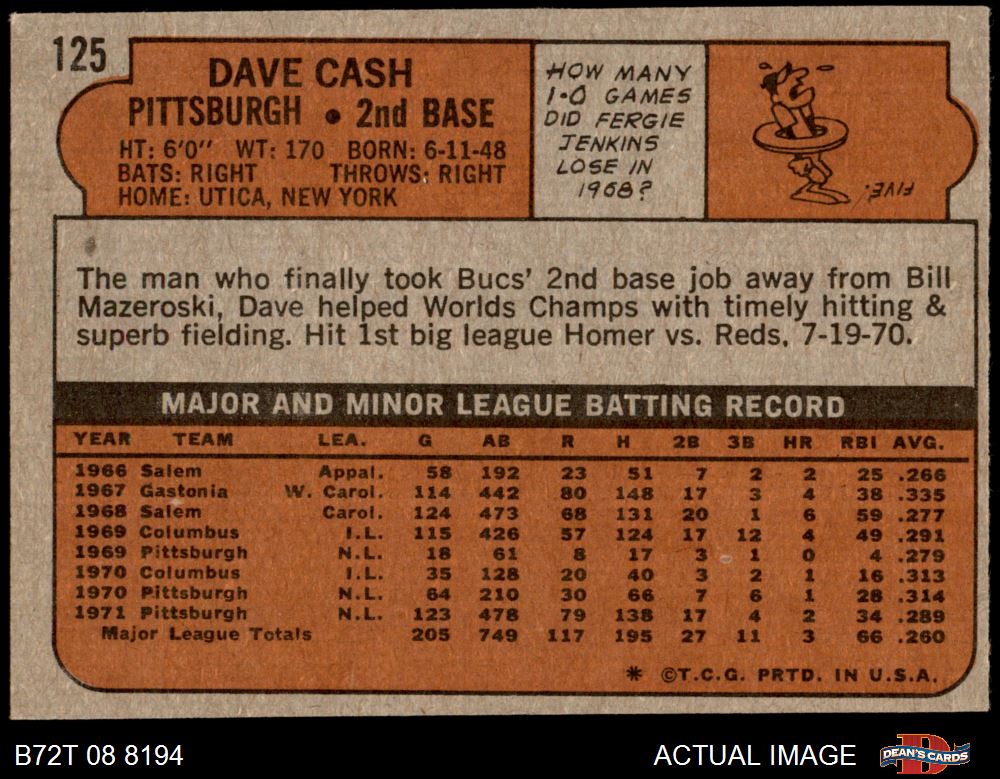 125
DAVE CASH
PITTSBURGH • 2nd BASE
HT: 6'0" WT: 170 BORN: 6-11-48
BATS: RIGHT THROWS: RIGHT
HOME: UTICA, NEW YORK
HOW MANY
1-0 GAMES
DID FERGIE
JENKINS
LOSE IN
1968?
FIVE.
The man who finally took Bucs' 2nd base job away from Bill
Mazeroski, Dave helped Worlds Champs with timely hitting &
superb fielding. Hit 1st big league Homer vs. Reds, 7-19-70.
MAJOR AND MINOR LEAGUE BATTING RECORD
YEAR TEAM LEA. G AB R H 2B 3B HR RBI AVG.
1966 Salem Appal. 58 192 23 51 7 2 2 25 .266
1967 Gastonia W. Carol. 114 442 80 148 17 3 4 38 .335
1968 Salem Carol. 124 473 68 131 20 1 6 59 .277
1969 Columbus I.L. 115 426 57 124 17 12 4 49 .291
1969 Pittsburgh N.L. 18 61 8 17 3 1 0 4 .279
1970 Columbus I.L. 35 128 20 40 3 2 1 16 .313
1970 Pittsburgh N.L. 64 210 30 66 7 6 1 28 .314
1971 Pittsburgh N.L. 123 478 79 138 17 4 2 34 .289
Major League Totals 205 749 117 195 27 11 3 66 .260
* ©T.C.G. PRTD. IN U.S.A.
B72T 08 8194 ACTUAL IMAGE DEAN'S CARDS